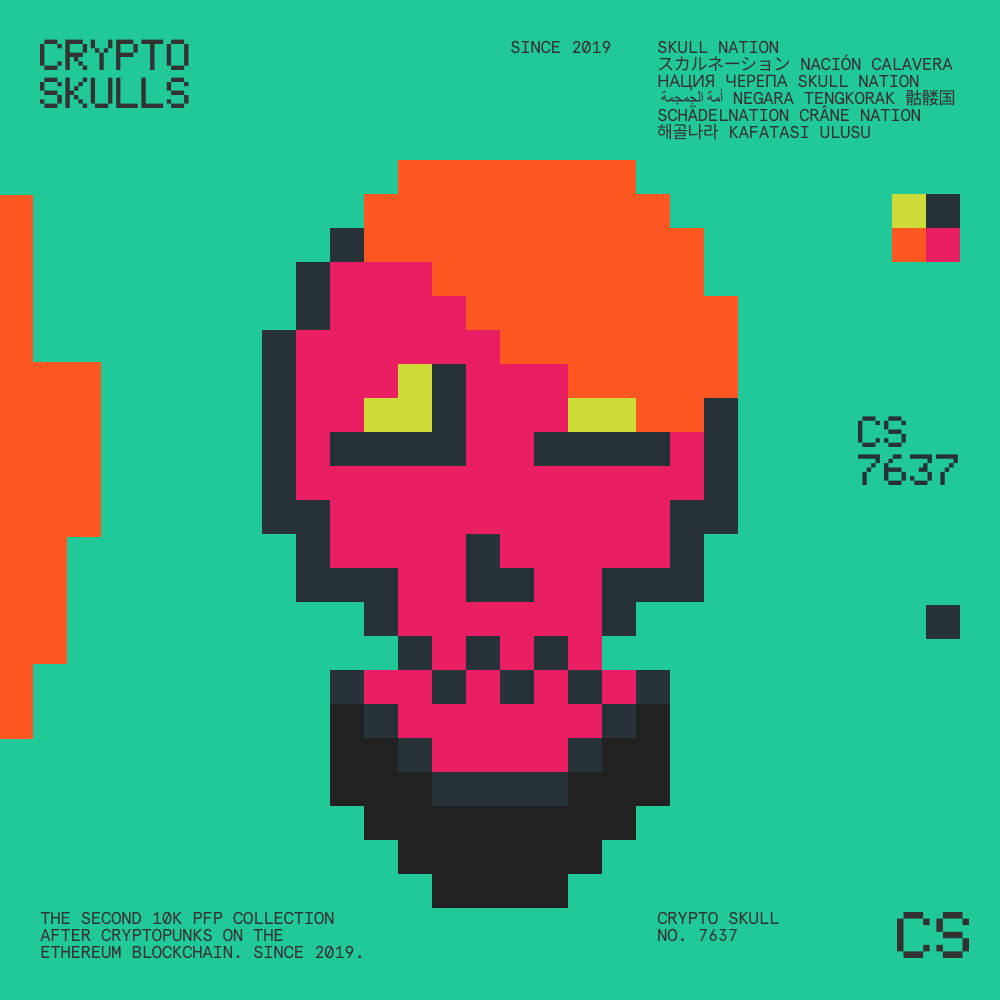 CRYPTO
SKULLS
SINCE 2019
SKULL NATION
スカルネーション NACIÓN CALAVERA
НАЦИЯ ЧЕРЕПА SKULL NATION
أمة الجمجمة NEGARA TENGKORAK 骷髅国
SCHÄDELNATION CRÂNE NATION
해골나라 KAFATASI ULUSU
CS
7637
THE SECOND 10K PFP COLLECTION
AFTER CRYPTOPUNKS ON THE
ETHEREUM BLOCKCHAIN. SINCE 2019.
CRYPTO SKULL
NO. 7637
CS